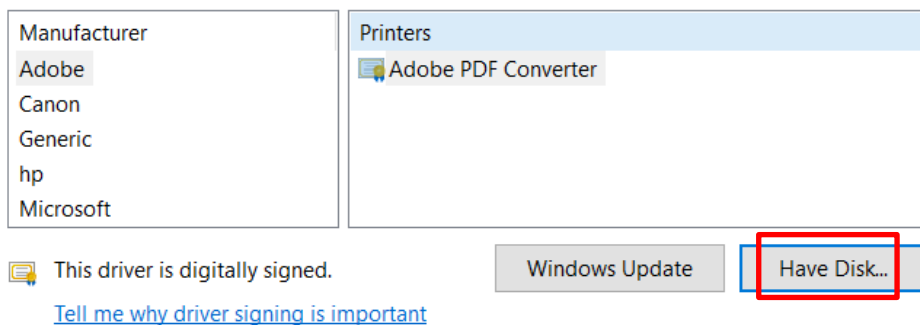 Manufacturer
Adobe
Canon
Generic
hp
Microsoft
Printers
Adobe PDF Converter
This driver is digitally signed.
Tell me why driver signing is important
Windows Update
Have Disk...